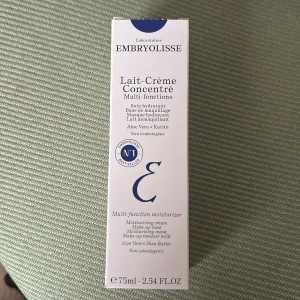 Laboratoires
EMBRYOLISSE
Lait-Crème
Concentré
Multi-fonctions
Soin hydratant
Base de maquillage
Masque hydratant
Lait démaquillant
Aloe Vera + Karité
Non comédogène
N°1
E
Multi-function moisturizer
Moisturizing cream
Make-up base
Moisturizing mask
Make-up remover milk
Aloe Vera + Shea Butter
Non comedogenic
℮ 75ml - 2.54 FL.OZ